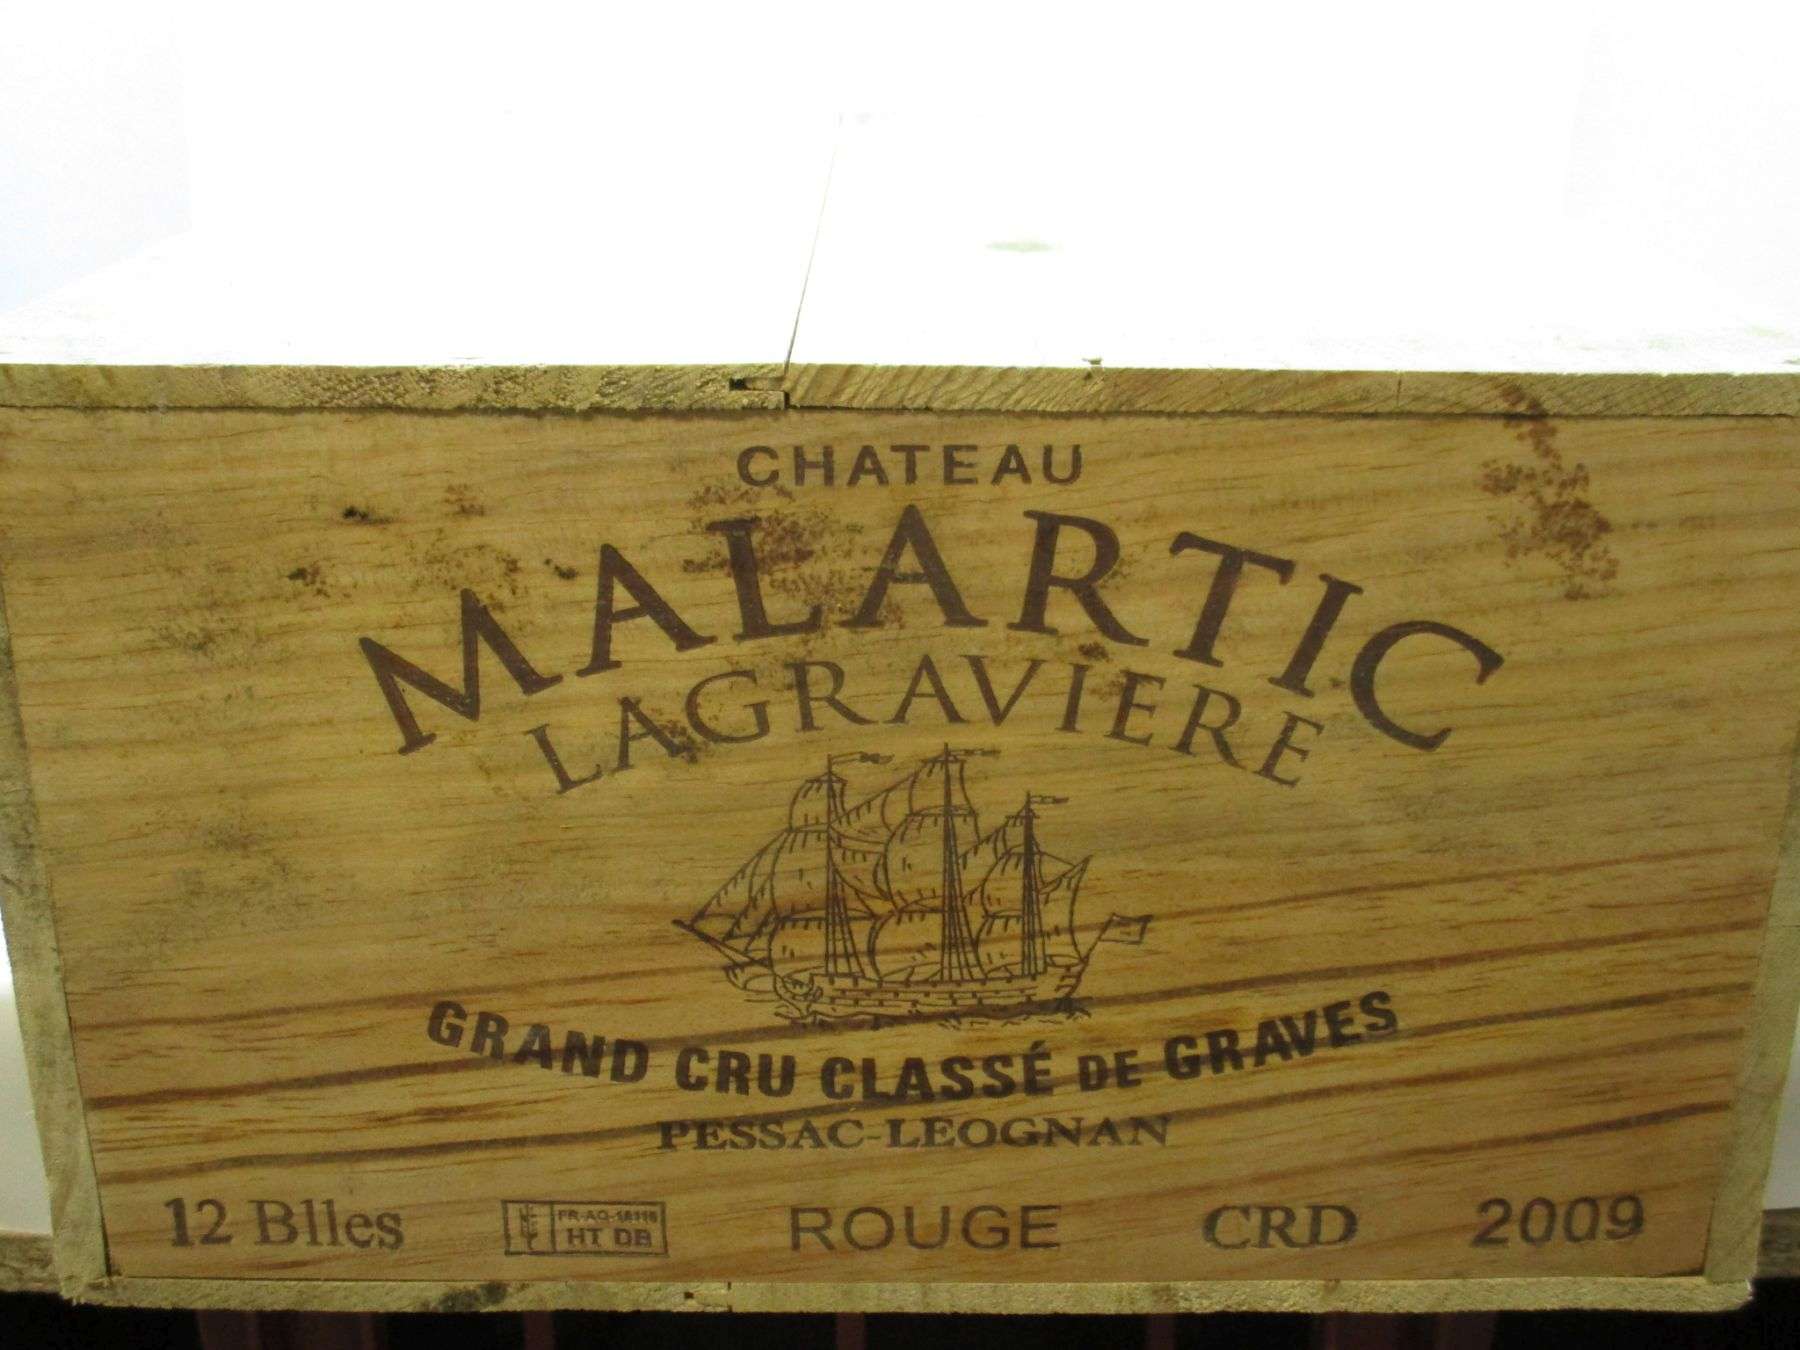 CHATEAU
MALARTIC
LAGRAVIERE
GRAND CRU CLASSÉ DE GRAVES
PESSAC-LEOGNAN
12 Blles
HT DB
ROUGE
CRD
2009